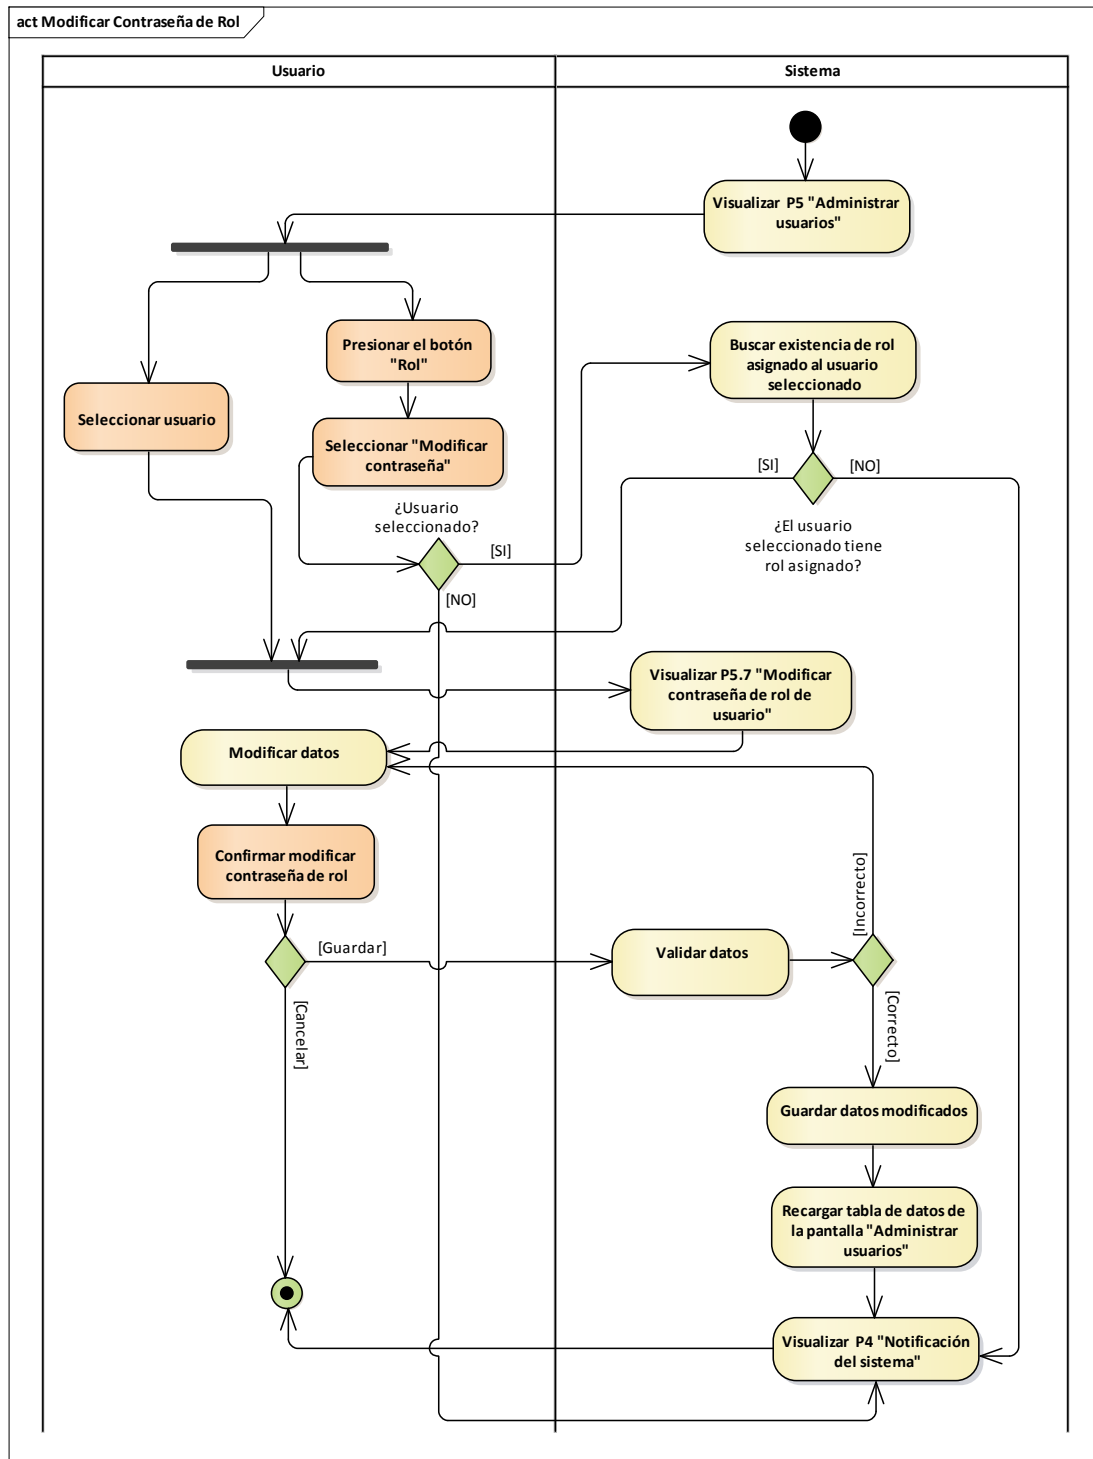 act Modificar Contraseña de Rol
Usuario
Sistema
Visualizar P5 "Administrar
usuarios"
Presionar el botón
"Rol"
Buscar existencia de rol
asignado al usuario
seleccionado
Seleccionar usuario
Seleccionar "Modificar
contraseña"
[SI]
[NO]
¿Usuario
seleccionado?
¿El usuario
seleccionado tiene
rol asignado?
[SI]
[NO]
Visualizar P5.7 "Modificar
contraseña de rol de
usuario"
Modificar datos
Confirmar modificar
contraseña de rol
[Incorrecto]
[Guardar]
Validar datos
[Cancelar]
[Correcto]
Guardar datos modificados
Recargar tabla de datos de
la pantalla "Administrar
usuarios"
Visualizar P4 "Notificación
del sistema"